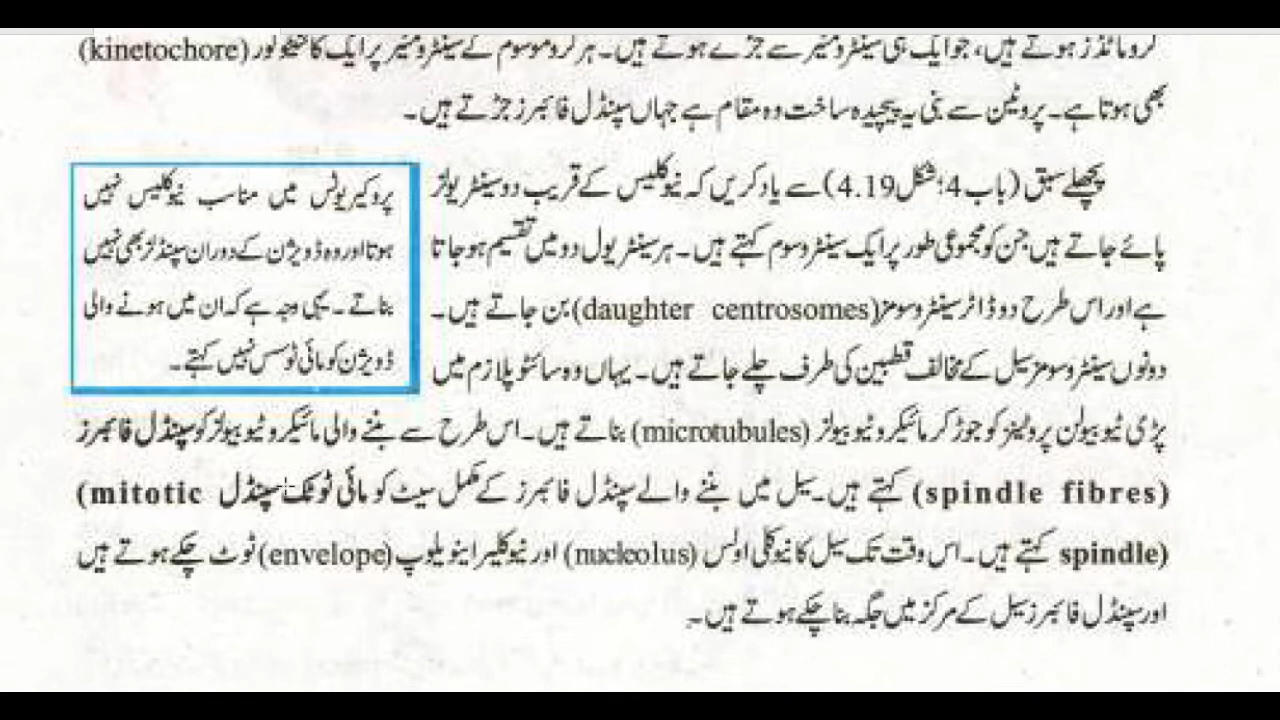 کروماٹڈز ہوتے ہیں، جو ایک ہی سینٹرومئیر سے جڑے ہوتے ہیں۔ ہر کروموسوم کے سینٹرومئیر پر ایک کائنیٹوکور (kinetochore)
بھی ہوتا ہے۔ پروٹین سے بنی یہ پیچیدہ ساخت وہ مقام ہے جہاں سپنڈل فائبرز جڑتے ہیں۔
پچھلے سبق (باب 4؛ شکل 4.19) سے یاد کریں کہ نیوکلیس کے قریب دو سینٹریولز
پائے جاتے ہیں جن کو مجموعی طور پر ایک سینٹروسوم کہتے ہیں۔ ہر سینٹریول دو میں تقسیم ہو جاتا
ہے اور اس طرح دو ڈاٹر سینٹروسومز (daughter centrosomes) بن جاتے ہیں۔
دونوں سینٹروسومز سیل کے مخالف قطبین کی طرف چلے جاتے ہیں۔ یہاں وہ سائٹوپلازم میں
پڑی ٹیوبیولن پروٹینز کو جوڑ کر مائیکروٹیوبیولز (microtubules) بناتے ہیں۔ اس طرح سے بننے والی مائیکروٹیوبیولز کو سپنڈل فائبرز
(spindle fibres) کہتے ہیں۔ سیل میں بننے والے سپنڈل فائبرز کے مکمل سیٹ کو مائی ٹوٹک سپنڈل (mitotic
spindle) کہتے ہیں۔ اس وقت تک سیل کا نیوکلی اولس (nucleolus) اور نیوکلیئر اینویلوپ (envelope) ٹوٹ چکے ہوتے ہیں
اور سپنڈل فائبرز سیل کے مرکز میں جگہ بنا چکے ہوتے ہیں۔
پروکیریوٹس میں مناسب نیوکلیس نہیں
ہوتا اور وہ ڈویژن کے دوران سپنڈلز بھی نہیں
بناتے۔ یہی وجہ ہے کہ ان میں ہونے والی
ڈویژن کو مائی ٹوسس نہیں کہتے۔